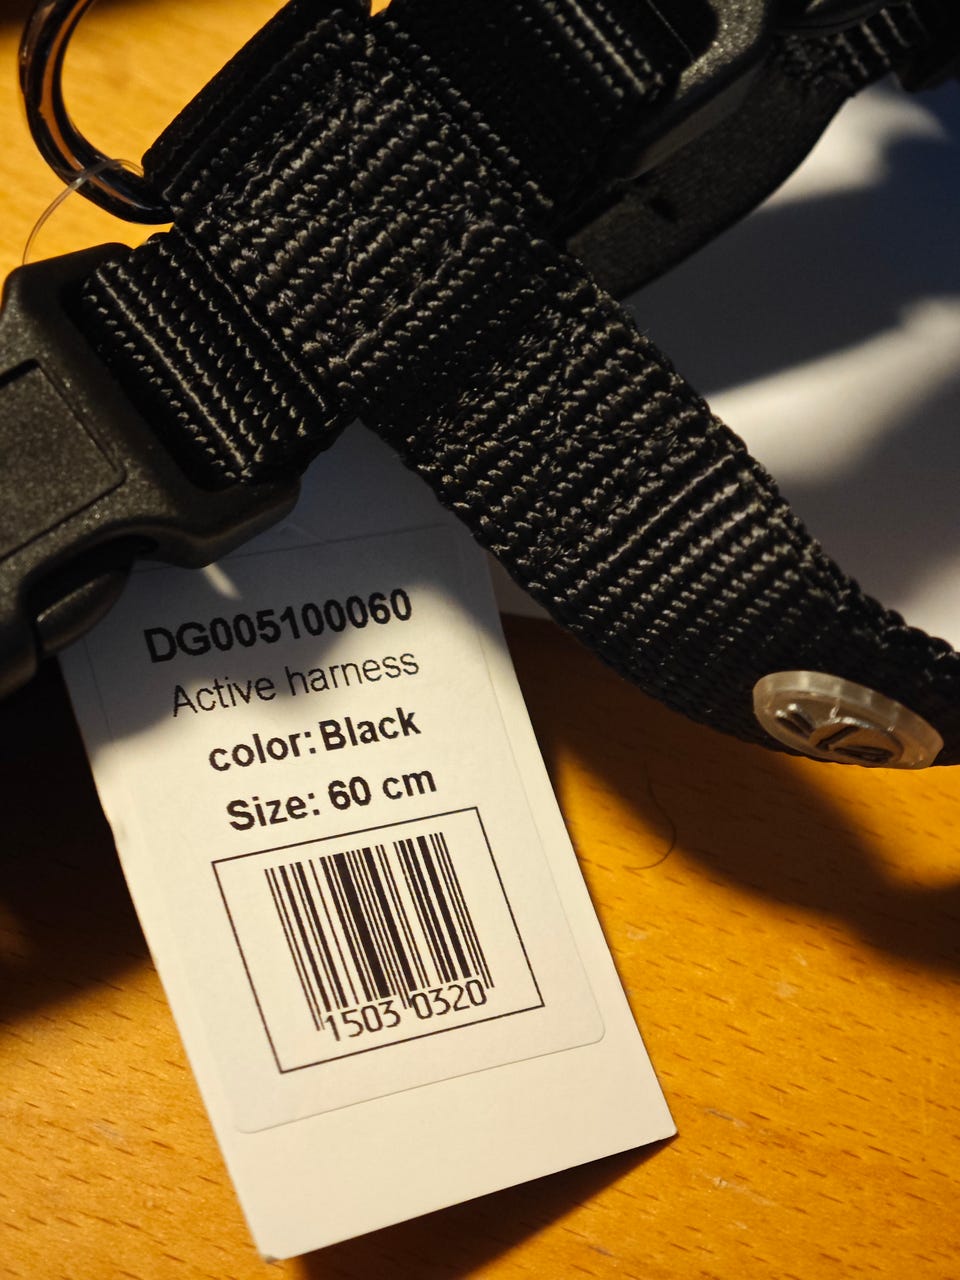 DG005100060
Active harness
color: Black
Size: 60 cm
1503 0320